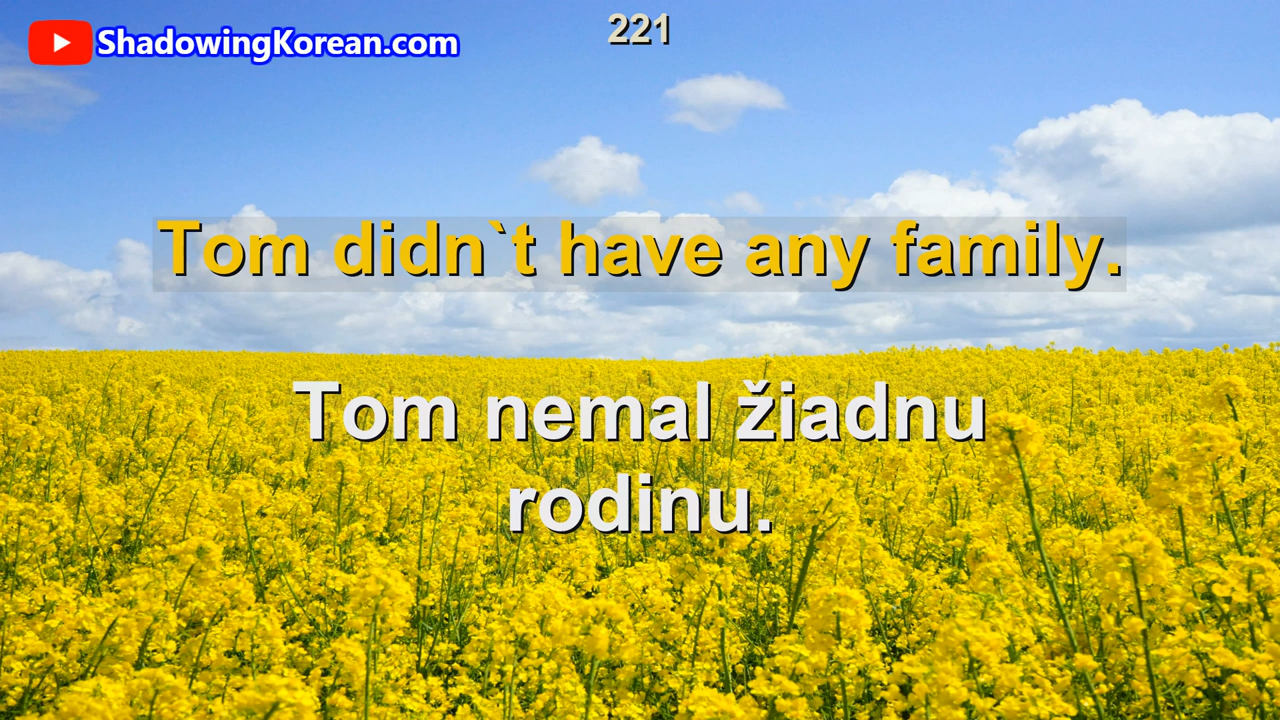 ShadowingKorean.com
221
Tom didn`t have any family.
Tom nemal žiadnu
rodinu.